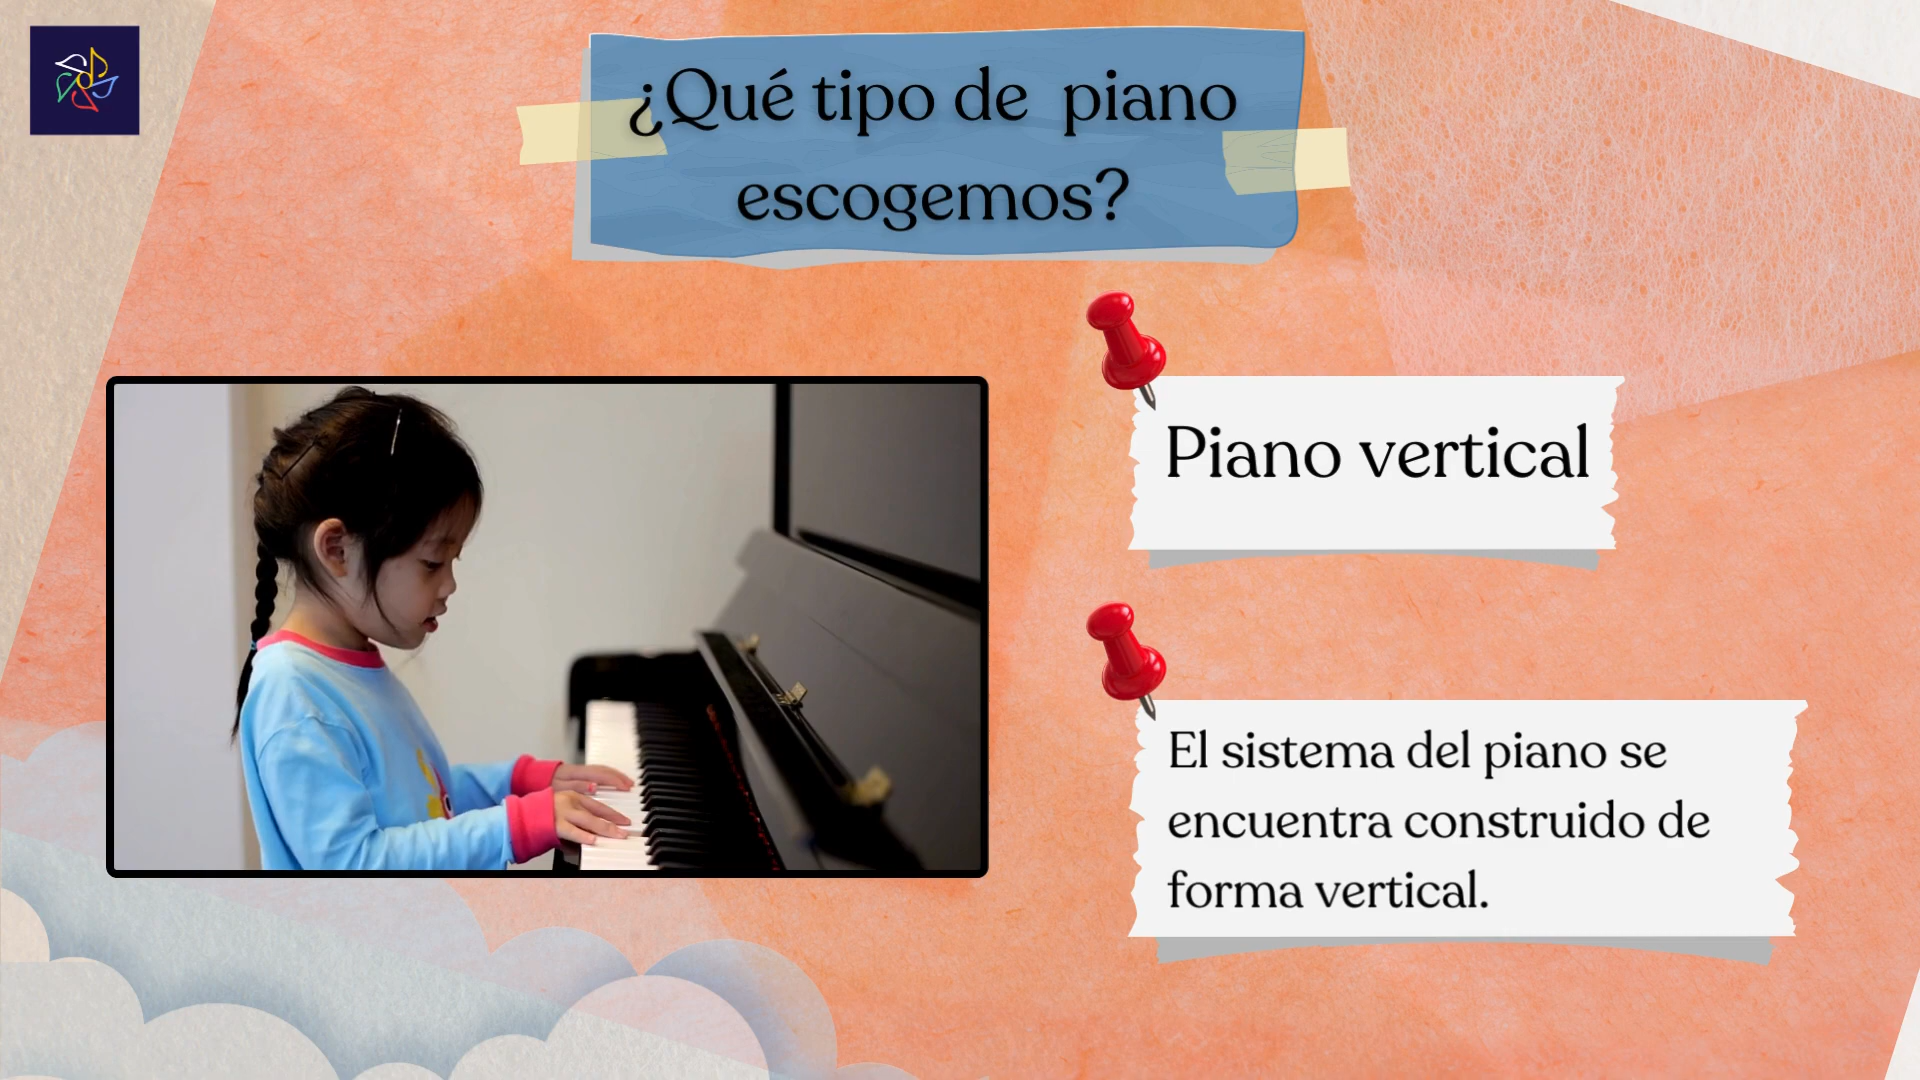 ¿Qué tipo de piano
escogemos?
Piano vertical
El sistema del piano se
encuentra construido de
forma vertical.